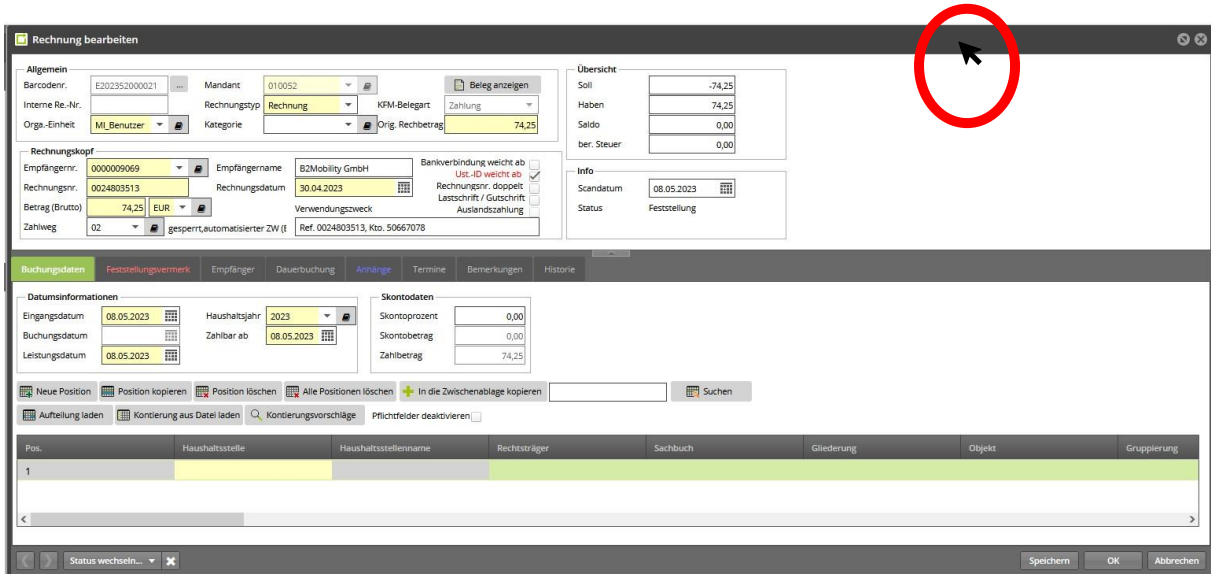 Rechnung bearbeiten
Allgemein
Barcodenr. E202352000021 ... Mandant 010052 Beleg anzeigen
Interne Re.-Nr. Rechnungstyp Rechnung KFM-Belegart Zahlung
Orga.-Einheit MI_Benutzer Kategorie Orig. Rechbetrag 74,25
Übersicht
Soll -74,25
Haben 74,25
Saldo 0,00
ber. Steuer 0,00
Rechnungskopf
Empfängernr. 0000009069 Empfängername B2Mobility GmbH Bankverbindung weicht ab
Ust.-ID weicht ab
Rechnungsnr. 0024803513 Rechnungsdatum 30.04.2023 Rechnungsnr. doppelt
Lastschrift / Gutschrift
Betrag (Brutto) 74,25 EUR Verwendungszweck Auslandszahlung
Zahlweg 02 gesperrt,automatisierter ZW (E Ref. 0024803513, Kto. 50667078
Info
Scandatum 08.05.2023
Status Feststellung
Buchungsdaten Feststellungsvermerk Empfänger Dauerbuchung Anhänge Termine Bemerkungen Historie
Datumsinformationen
Eingangsdatum 08.05.2023 Haushaltsjahr 2023
Buchungsdatum Zahlbar ab 08.05.2023
Leistungsdatum 08.05.2023
Skontodaten
Skontoprozent 0,00
Skontobetrag 0,00
Zahlbetrag 74,25
Neue Position Position kopieren Position löschen Alle Positionen löschen In die Zwischenablage kopieren Suchen
Aufteilung laden Kontierung aus Datei laden Kontierungsvorschläge Pflichtfelder deaktivieren
Pos. Haushaltsstelle Haushaltsstellenname Rechtsträger Sachbuch Gliederung Objekt Gruppierung
1
Status wechseln... Speichern OK Abbrechen